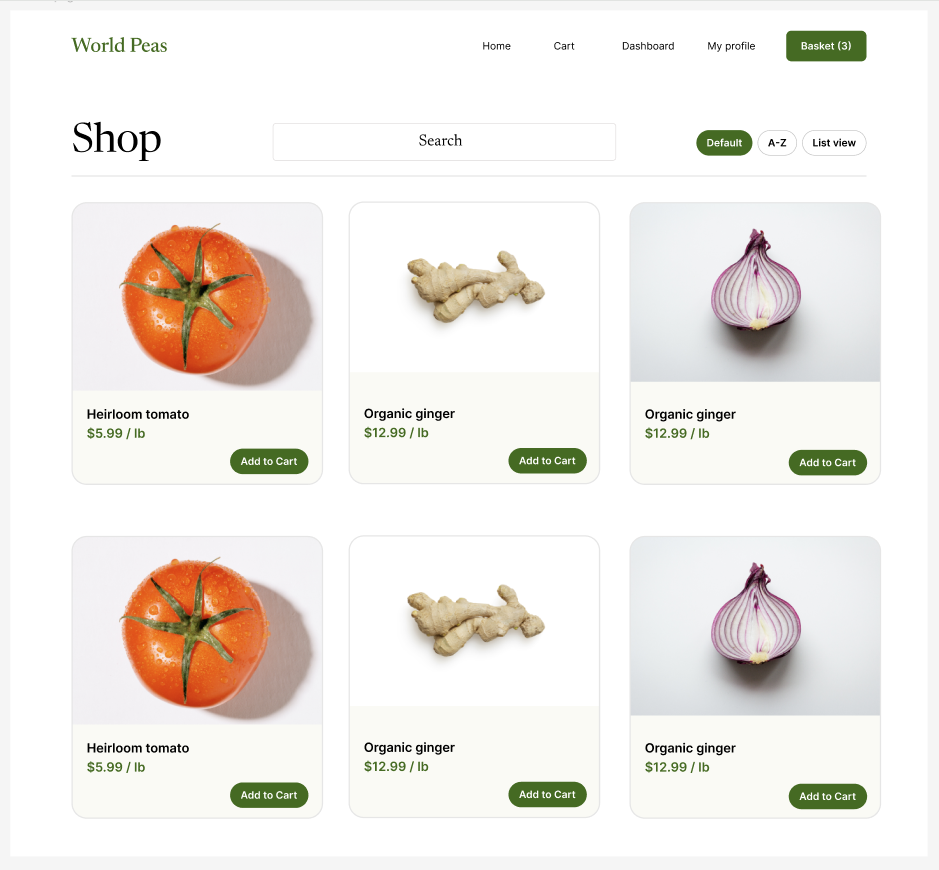 World Peas
Home Cart Dashboard My profile Basket (3)
Shop Search Default A-Z List view
Heirloom tomato
$5.99 / lb
Add to Cart
Organic ginger
$12.99 / lb
Add to Cart
Organic ginger
$12.99 / lb
Add to Cart
Heirloom tomato
$5.99 / lb
Add to Cart
Organic ginger
$12.99 / lb
Add to Cart
Organic ginger
$12.99 / lb
Add to Cart